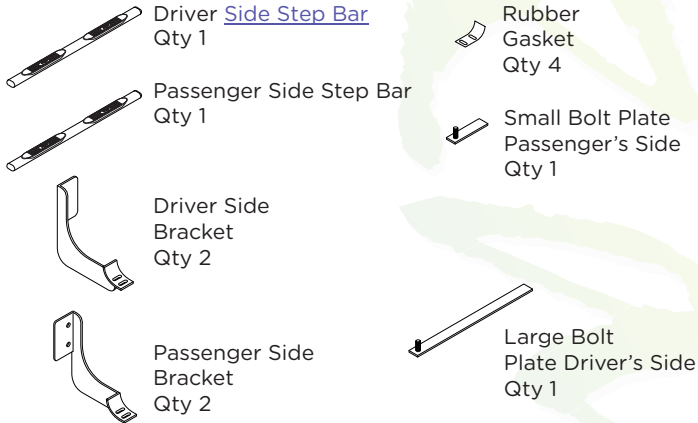 Driver Side Step Bar
Qty 1
Passenger Side Step Bar
Qty 1
Driver Side
Bracket
Qty 2
Passenger Side
Bracket
Qty 2
Rubber
Gasket
Qty 4
Small Bolt Plate
Passenger’s Side
Qty 1
Large Bolt
Plate Driver’s Side
Qty 1